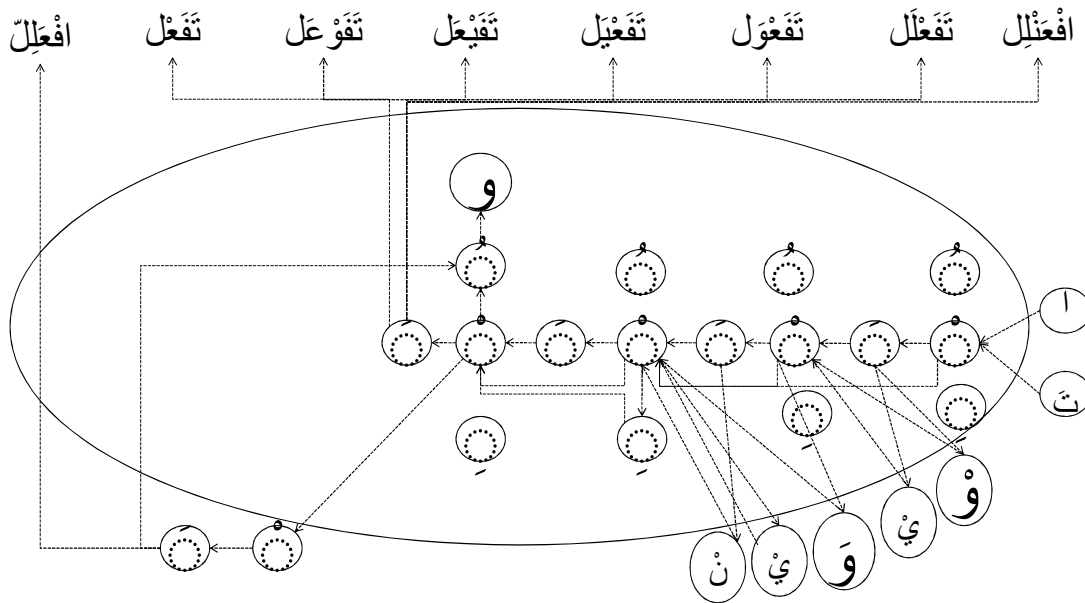 افْعَنْلِل تَفَعْلَل تَفَعْوَل تَفَعْيَل تَفَيْعَل تَفَوْعَل تَفَعْل افْعَلِلّ
و
◌ُ ◌ُ ◌ُ ◌ُ
ا
◌ْ ◌َ ◌ْ ◌َ ◌ْ ◌َ ◌ْ ◌َ
تَ
◌ِ ◌ِ ◌ِ ◌ِ
وْ يْ وَ يْ نْ
◌ْ ◌َ